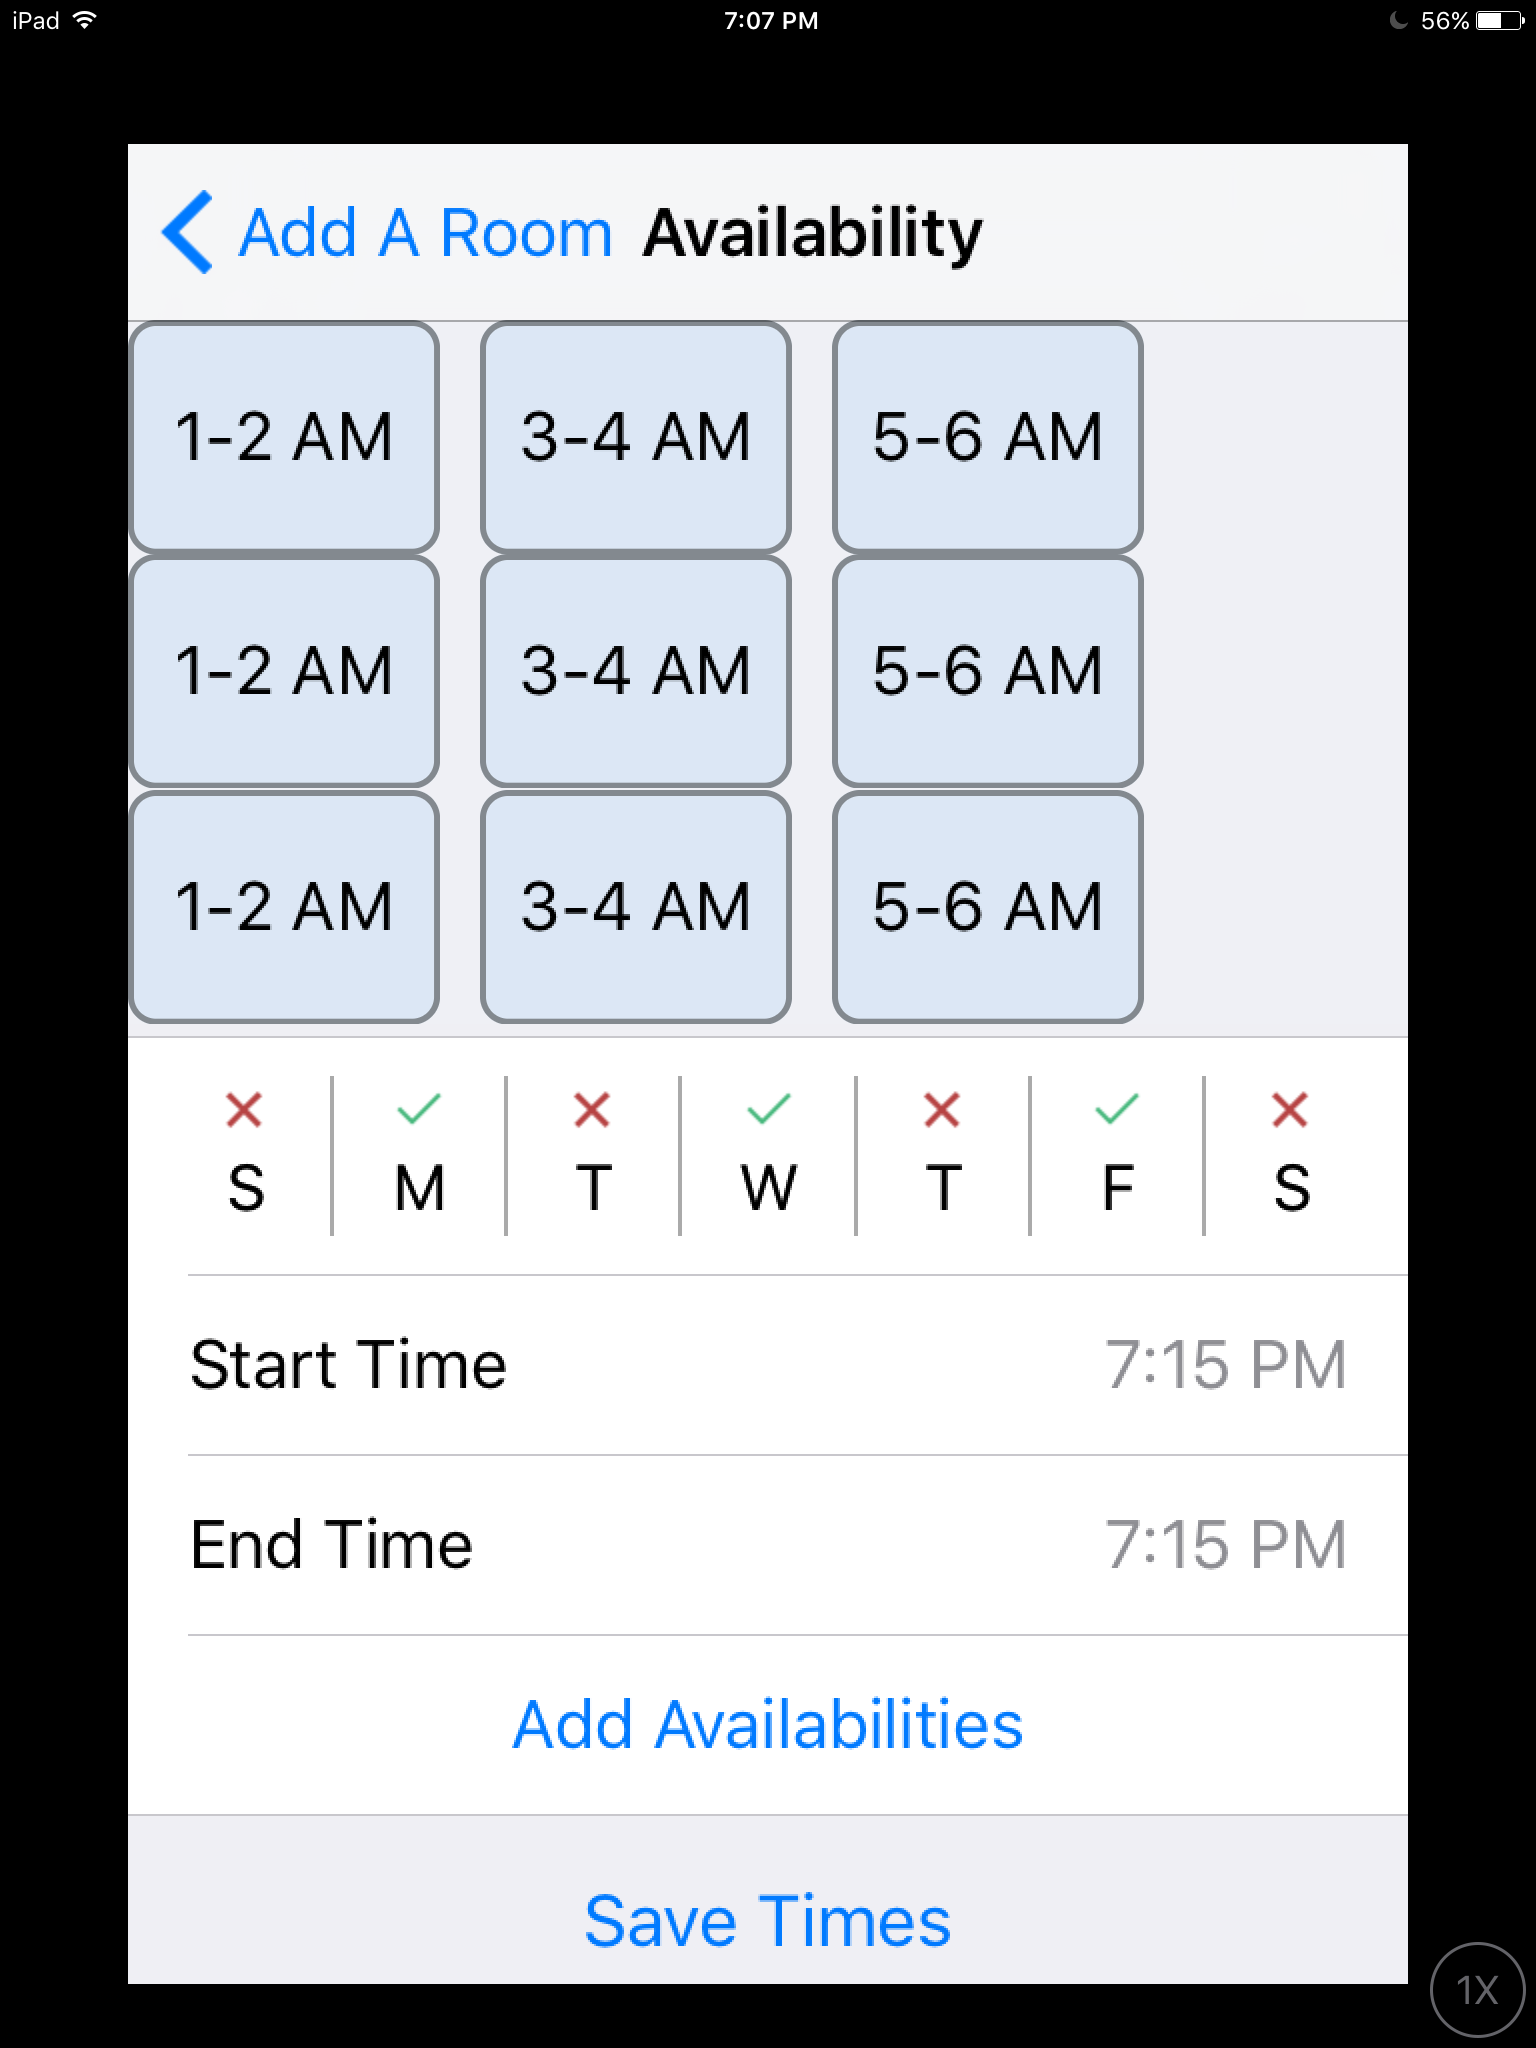 iPad 7:07 PM 56%
Add A Room Availability
1-2 AM 3-4 AM 5-6 AM
1-2 AM 3-4 AM 5-6 AM
1-2 AM 3-4 AM 5-6 AM
S M T W T F S
Start Time 7:15 PM
End Time 7:15 PM
Add Availabilities
Save Times
1X